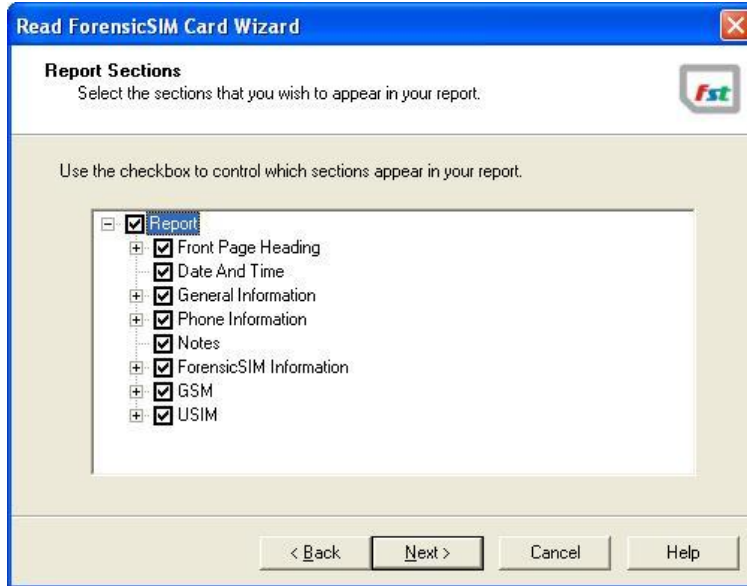 Read ForensicSIM Card Wizard
Report Sections
Select the sections that you wish to appear in your report.
fst
Use the checkbox to control which sections appear in your report.
Report
Front Page Heading
Date And Time
General Information
Phone Information
Notes
ForensicSIM Information
GSM
USIM
< Back Next > Cancel Help